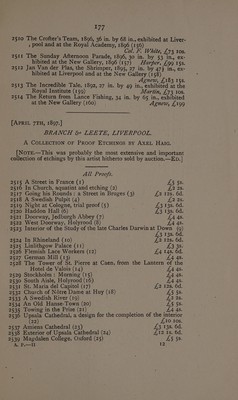 177
2510 The Crofter's Team, 1896, 36 in. by 68 in., exhibited at Liver-
pool and at the Royal Academy, 1896 (156)
Col. F. White, £73 10s.
2511 The Sunday Afternoon Parade, 1896, 30 in. by 53 in., ex-
hibited at the New Gallery, 1896 (157) Harper, £99 15s.
2512 Jan Van der Flas, the Shrimper, 1895, 27 in. by 49 in., ex-
hibited at Liverpool and at the New Gallery (158)
Agnew, £183 15s.
2513 The Incredible Tale, 1892, 27 in. by 49 in., exhibited at the
Royal Institute (159) Martin, £73 10s.
2514 The Return from Lance Fishing, 34 in. by 65 in., exhibited
at the New Gallery (160) Agnew, £199
[APRIL 7TH, 1897.]
BRANCH & LEETE, LIVERPOOL.
A COLLECTION OF PROOF ETCHINGS BY AXEL HAIG.
[NOTE.—This was probably the most extensive and important
collection of etchings by this artist hitherto sold by auction.—ED.]
All Proofs.
2515 A Street in France (1) £5 5s.
2516 In Church, aquatint and etching (2) £2 2s.
2517 Going his Rounds: a Street in Bruges (3) £2 12s. 6d.
2518 A Swedish Pulpit (4) £2 2s.
2519 Night at Cologne, trial proof (5) £3 13s. 6d.
2520 Haddon Hall (6) £3 13s. 6d.
2521 Doorway, Jedburgh Abbey (7) £4 4s.
2522 West Doorway, Holyrood (8) £4 4s.
2523 Interior of the Study of the late Charles Darwin at Down (9)
£3 13s. 6d.
2524 In Rhineland (10) £2 12s. 6d.
2525 Linlithgow Palace (11) £3 3s.
2526 Flemish Lace Workers (12) £4 14s. 6d.
2527 German Mill (13) £4 4s.
2528 The Tower of St. Pierre at Caen, from the Lantern of the
Hotel de Valois (14) £4 4s.
2529 Stockholm: Morning (15) £4 4s.
2530 South Aisle, Holyrood (16) £4 4s.
2531 St. Maria del Capitol (17) £2 12s. 6d.
2532 Church of Nôtre Dame at Huy (18) £5 5s.
2533 A Swedish River (19) £2 2s.
2534 An Old Hanse-Town (20) £5 5s.
2535 Towing in the Prize (21) £4 4s.
2536 Upsala Cathedral, a design for the completion of the interior
(22) £10 10s.
2537 Amiens Cathedral (23) £3 13s. 6d.
2538 Exterior of Upsala Cathedral (24) £12 1s. 6d.
2539 Magdalen College, Oxford (25) £5 5s.
A. P.—II 12